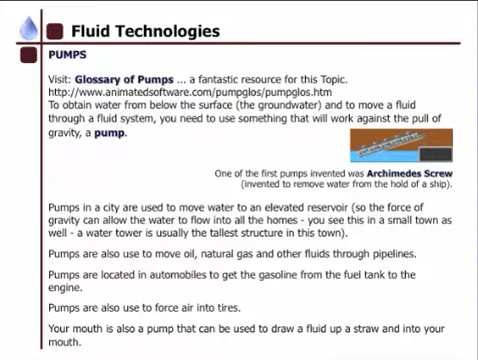 Fluid Technologies
PUMPS
Visit: Glossary of Pumps ... a fantastic resource for this Topic.
http://www.animatedsoftware.com/pumpglos/pumpglos.htm
To obtain water from below the surface (the groundwater) and to move a fluid
through a fluid system, you need to use something that will work against the pull of
gravity, a pump.
One of the first pumps invented was Archimedes Screw
(invented to remove water from the hold of a ship).
Pumps in a city are used to move water to an elevated reservoir (so the force of
gravity can allow the water to flow into all the homes - you see this in a small town as
well - a water tower is usually the tallest structure in this town).
Pumps are also use to move oil, natural gas and other fluids through pipelines.
Pumps are located in automobiles to get the gasoline from the fuel tank to the
engine.
Pumps are also use to force air into tires.
Your mouth is also a pump that can be used to draw a fluid up a straw and into your
mouth.